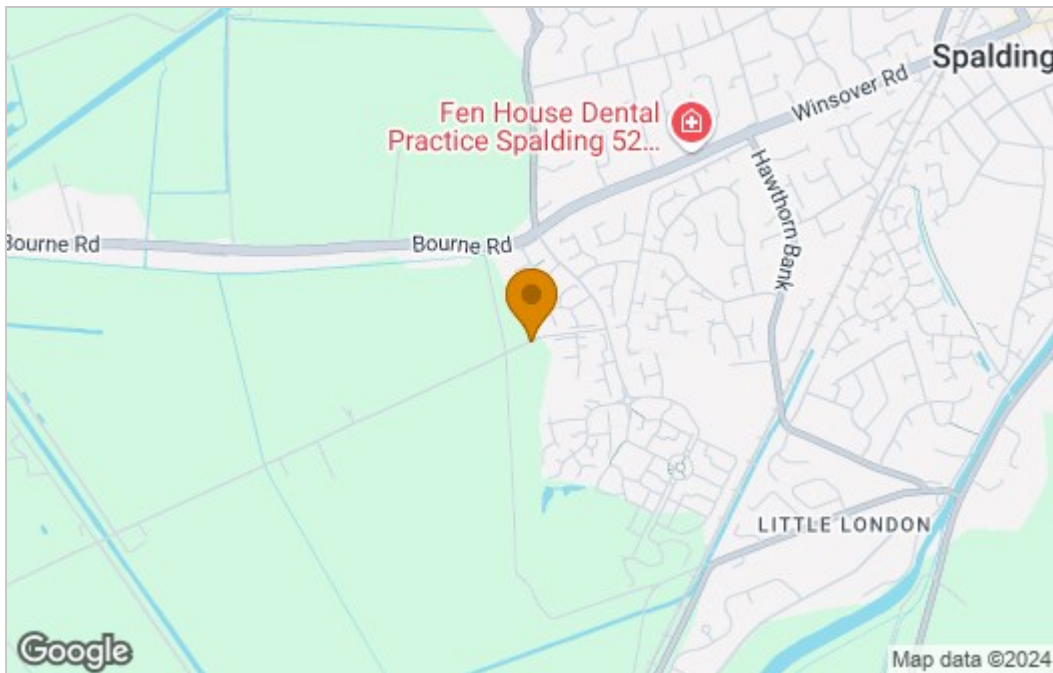 Spalding
Winsover Rd
Fen House Dental
Practice Spalding 52...
Hawthorn Bank
Bourne Rd
Bourne Rd
LITTLE LONDON
Google
Map data ©2024